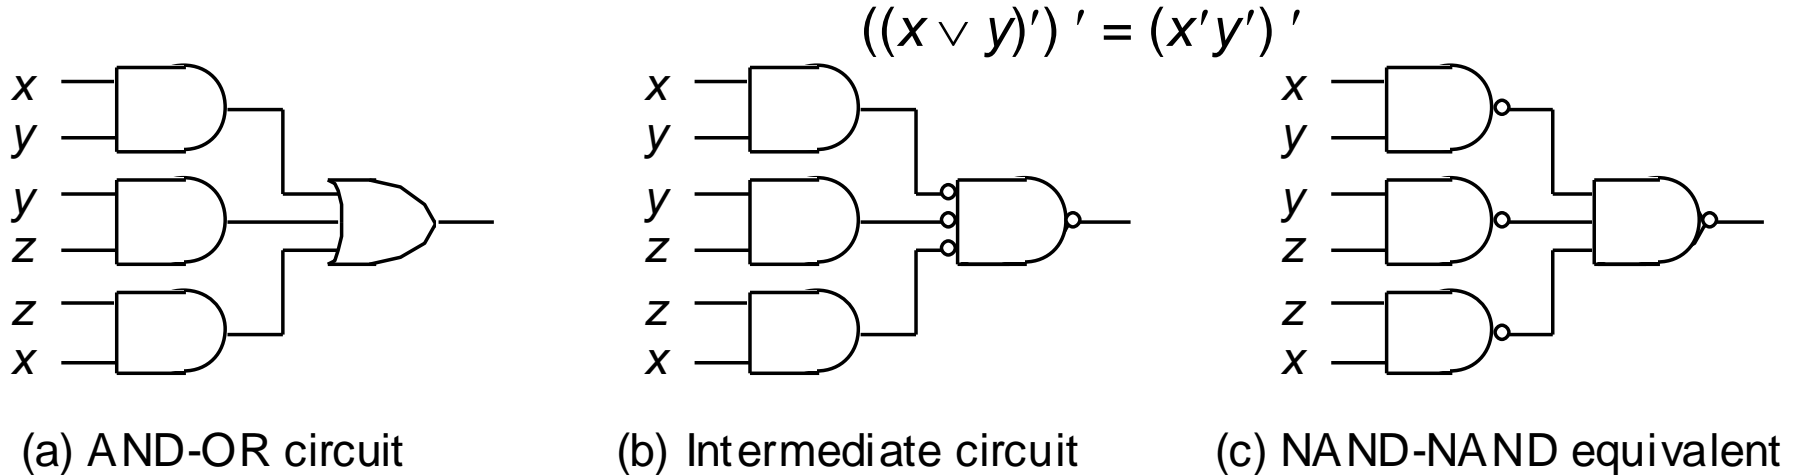 ((x ∨ y)′) ′ = (x′y′) ′
x
y
y
z
z
x
x
y
y
z
z
x
x
y
y
z
z
x
(a) AND-OR circuit
(b) Intermediate circuit
(c) NAND-NAND equivalent